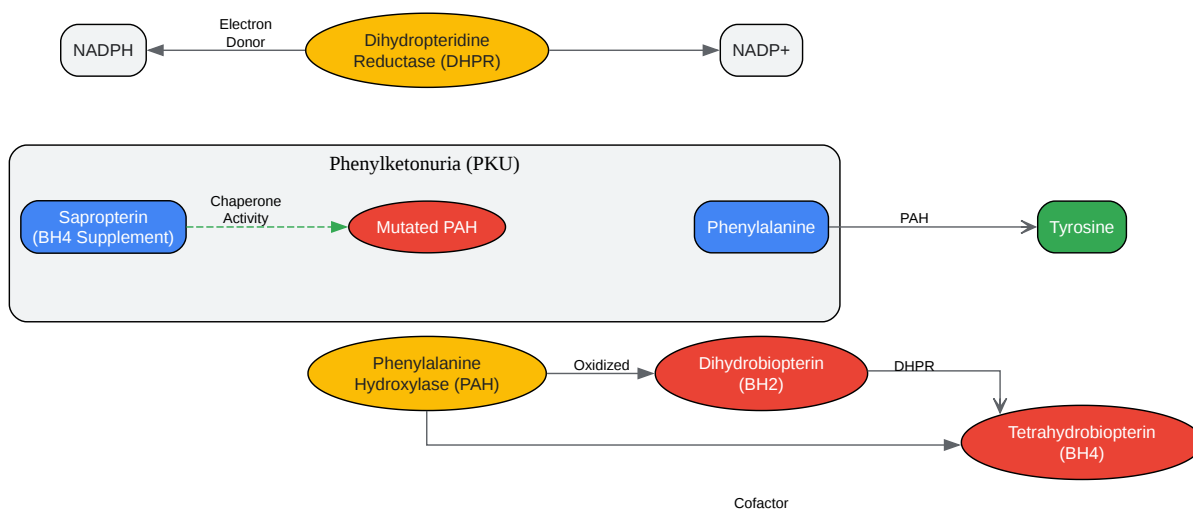 Electron
Donor
NADPH
Dihydropteridine
Reductase (DHPR)
NADP+
Phenylketonuria (PKU)
Sapropterin
(BH4 Supplement)
Chaperone
Activity
Mutated PAH
Phenylalanine
PAH
Tyrosine
Phenylalanine
Hydroxylase (PAH)
Oxidized
Dihydrobiopterin
(BH2)
DHPR
Tetrahydrobiopterin
(BH4)
Cofactor